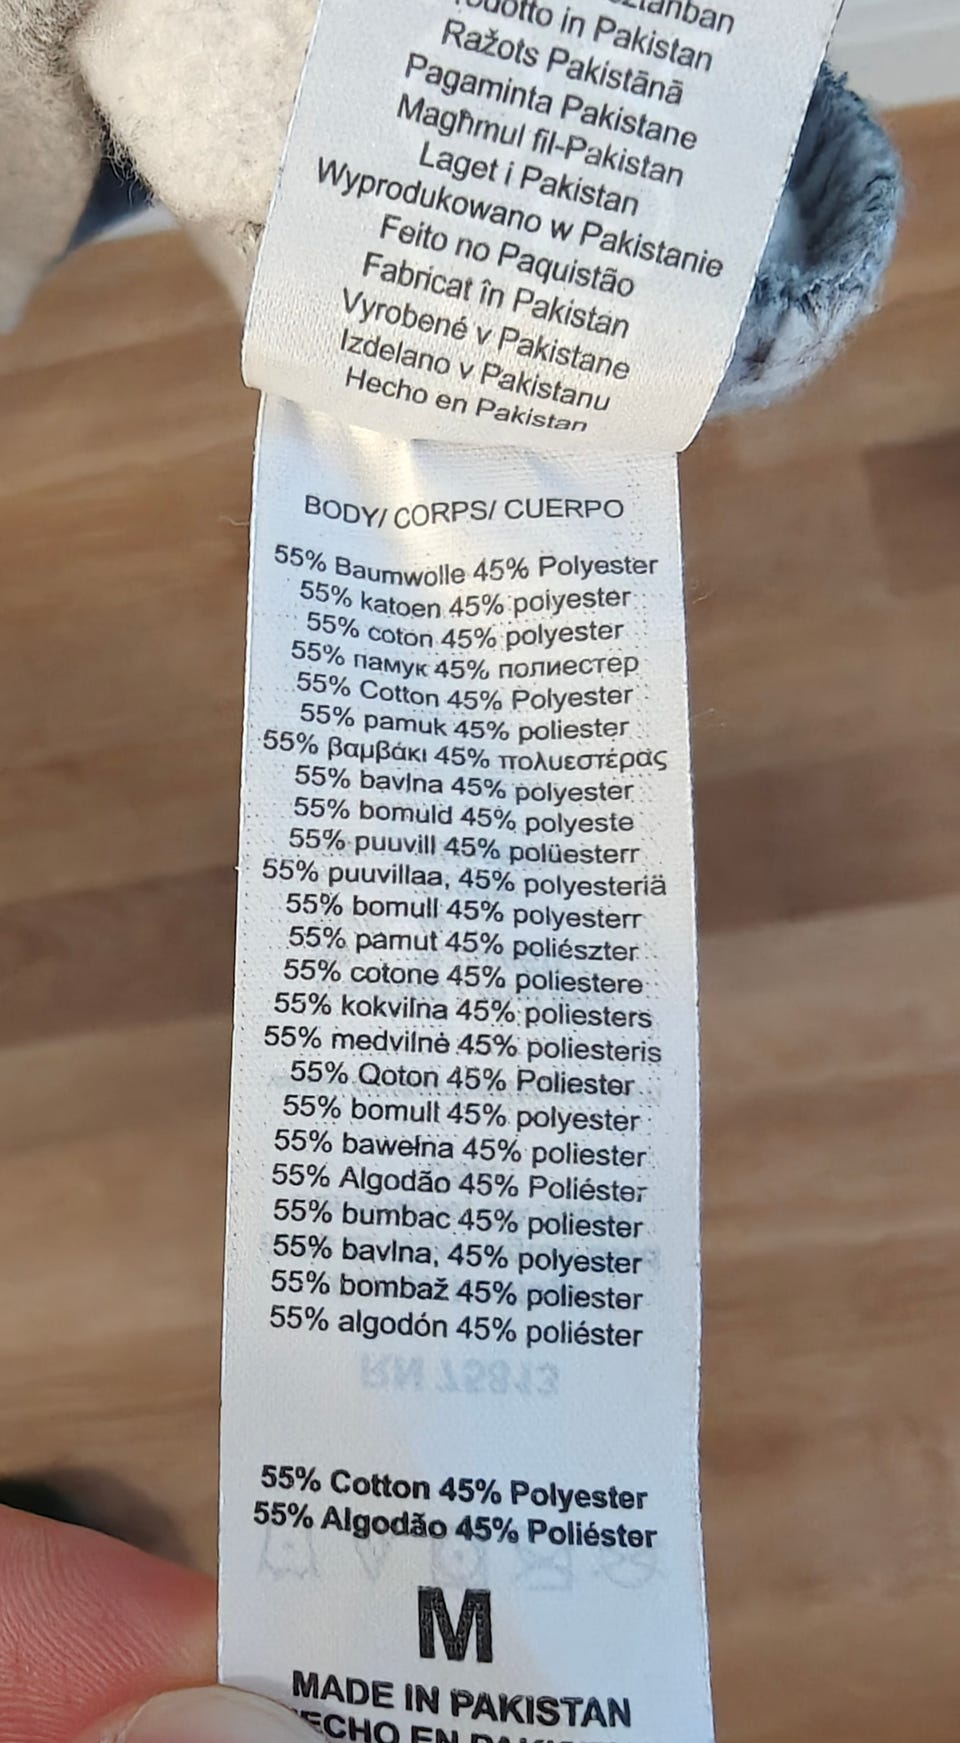 in Pakistan
Ražots Pakistānā
Pagaminta Pakistane
Magħmul fil-Pakistan
Laget i Pakistan
Wyprodukowano w Pakistanie
Feito no Paquistão
Fabricat în Pakistan
Vyrobené v Pakistane
Izdelano v Pakistanu
Hecho en Pakistan
BODY/ CORPS/ CUERPO
55% Baumwolle 45% Polyester
55% katoen 45% polyester
55% coton 45% polyester
55% памук 45% полиестер
55% Cotton 45% Polyester
55% pamuk 45% poliester
55% βαμβάκι 45% πολυεστέρας
55% bavlna 45% polyester
55% bomuld 45% polyeste
55% puuvill 45% polüesterr
55% puuvillaa, 45% polyesteriä
55% bomull 45% polyesterr
55% pamut 45% poliészter
55% cotone 45% poliestere
55% kokvilna 45% poliesters
55% medvilnė 45% poliesteris
55% Qoton 45% Poliester
55% bomull 45% polyester
55% bawełna 45% poliester
55% Algodão 45% Poliéster
55% bumbac 45% poliester
55% bavlna, 45% polyester
55% bombaž 45% poliester
55% algodón 45% poliéster
RN 75813
55% Cotton 45% Polyester
55% Algodão 45% Poliéster
M
MADE IN PAKISTAN